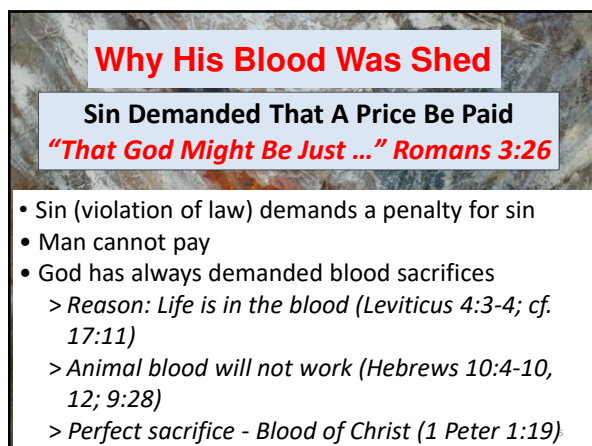 Why His Blood Was Shed
Sin Demanded That A Price Be Paid
“That God Might Be Just …” Romans 3:26
• Sin (violation of law) demands a penalty for sin
• Man cannot pay
• God has always demanded blood sacrifices
> Reason: Life is in the blood (Leviticus 4:3-4; cf.
17:11)
> Animal blood will not work (Hebrews 10:4-10,
12; 9:28)
> Perfect sacrifice - Blood of Christ (1 Peter 1:19)